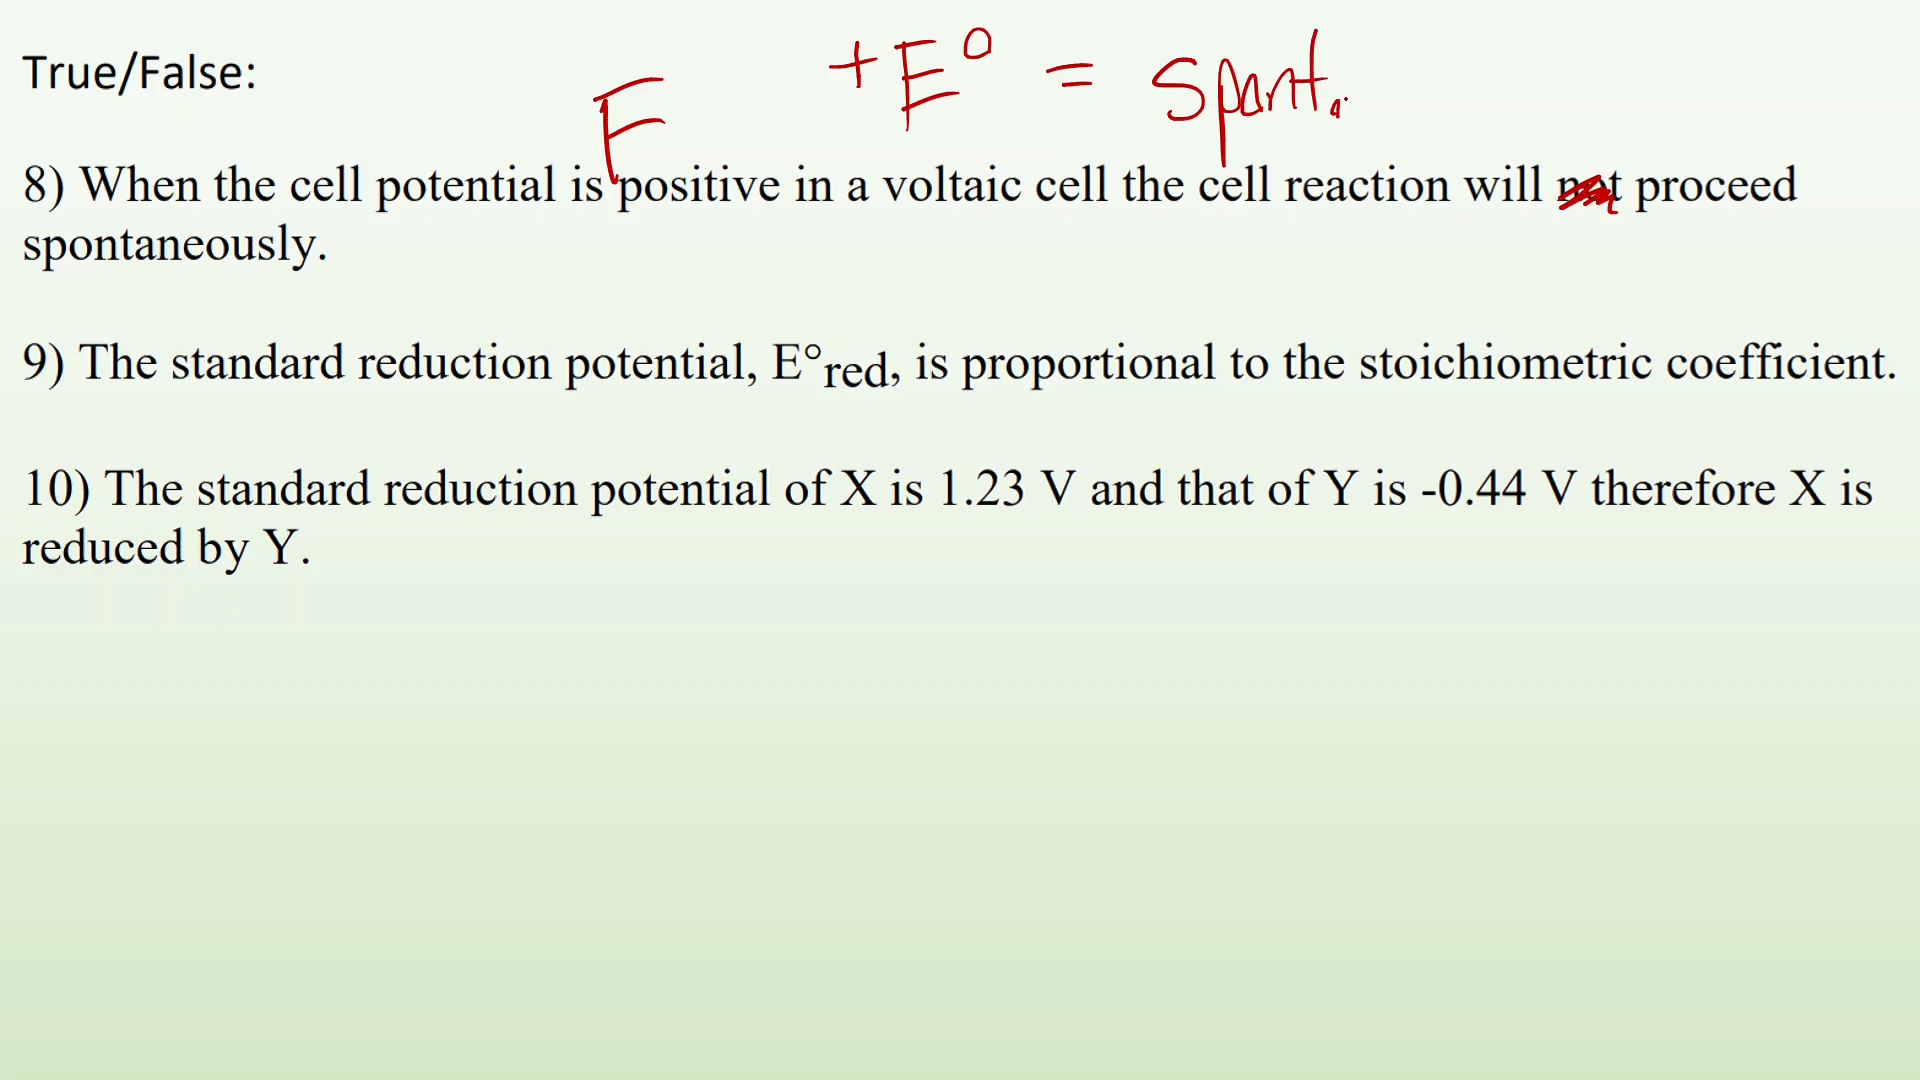 True/False:
F
+E° = spont.
8) When the cell potential is positive in a voltaic cell the cell reaction will not proceed
spontaneously.
9) The standard reduction potential, E°red, is proportional to the stoichiometric coefficient.
10) The standard reduction potential of X is 1.23 V and that of Y is -0.44 V therefore X is
reduced by Y.